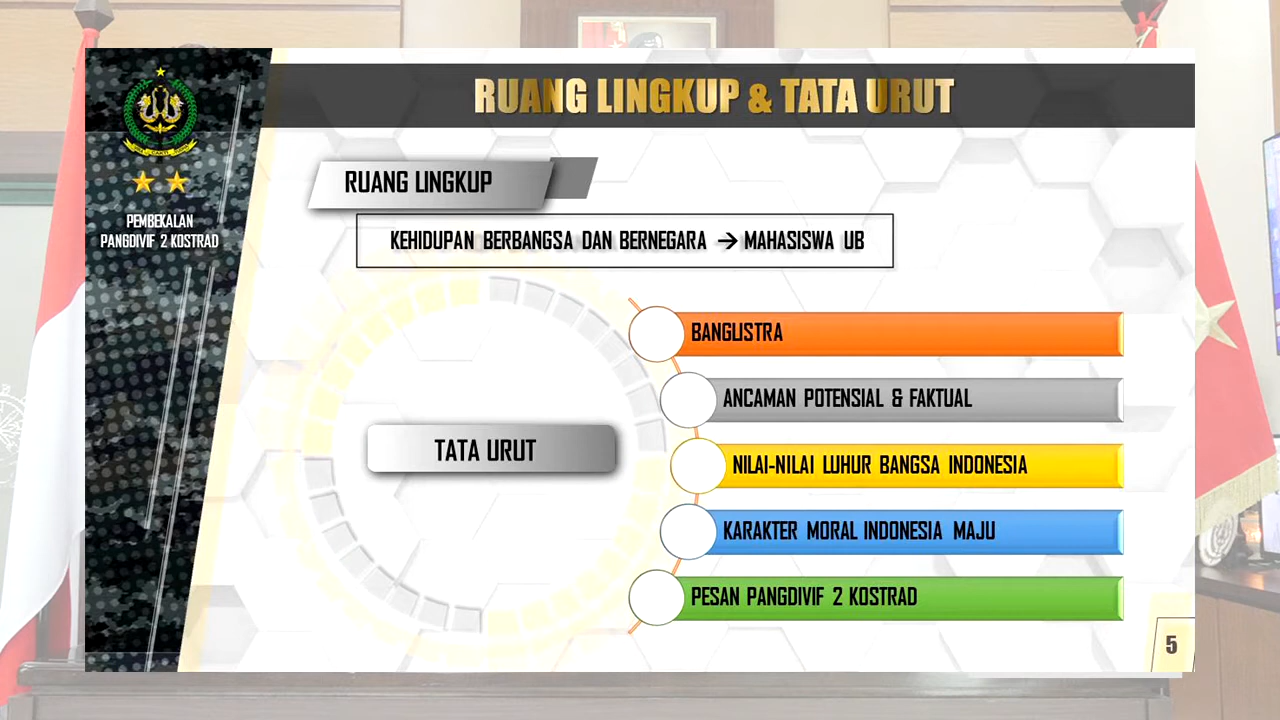 RUANG LINGKUP & TATA URUT
PEMBEKALAN
PANGDIVIF 2 KOSTRAD
RUANG LINGKUP
KEHIDUPAN BERBANGSA DAN BERNEGARA → MAHASISWA UB
TATA URUT
BANGLISTRA
ANCAMAN POTENSIAL & FAKTUAL
NILAI-NILAI LUHUR BANGSA INDONESIA
KARAKTER MORAL INDONESIA MAJU
PESAN PANGDIVIF 2 KOSTRAD
5